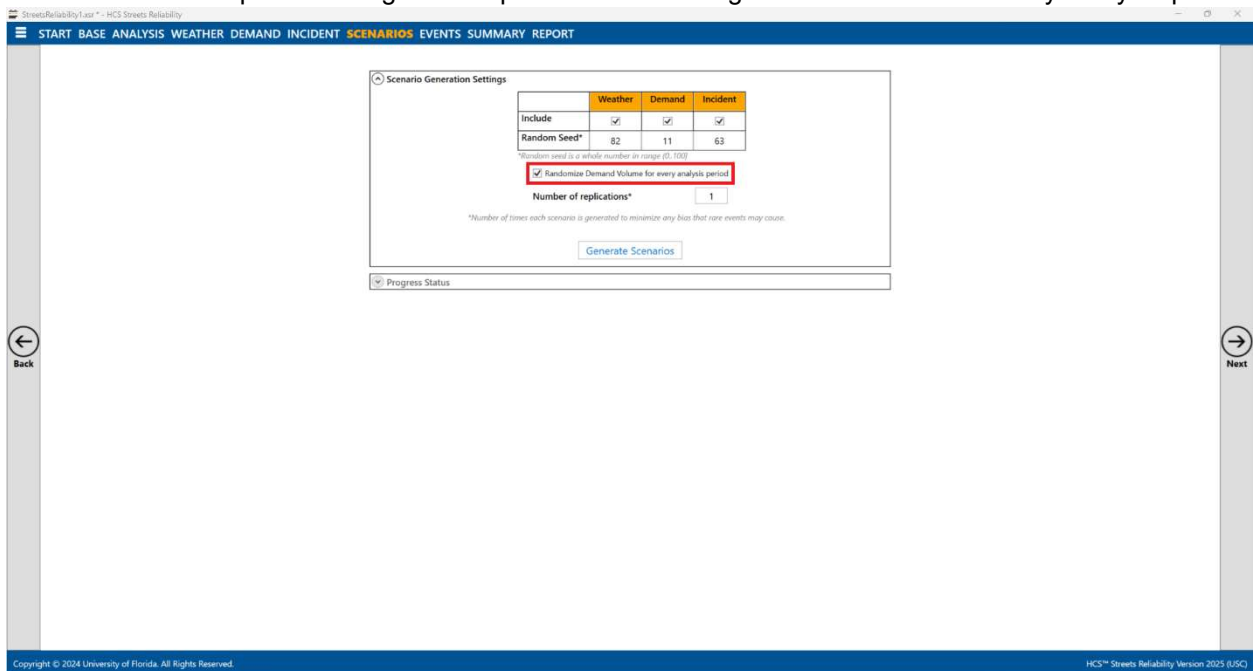 StreetsReliability1.xsr * - HCS Streets Reliability
START BASE ANALYSIS WEATHER DEMAND INCIDENT SCENARIOS EVENTS SUMMARY REPORT
Scenario Generation Settings
Weather Demand Incident
Include
Random Seed* 82 11 63
*Random seed is a whole number in range (0, 100]
Randomize Demand Volume for every analysis period
Number of replications* 1
*Number of times each scenario is generated to minimize any bias that rare events may cause.
Generate Scenarios
Progress Status
Back
Next
Copyright © 2024 University of Florida. All Rights Reserved.
HCS™ Streets Reliability Version 2025 (USC)